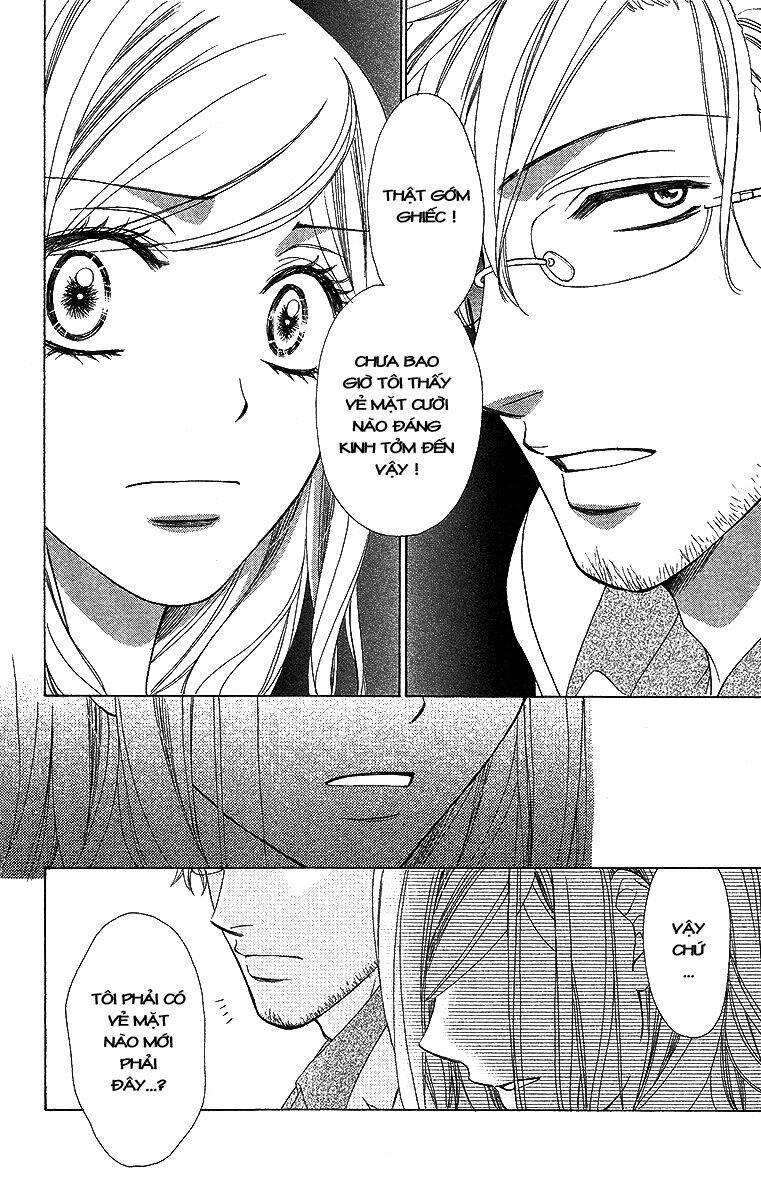 THẬT GỚM
GHIẾC !
CHƯA BAO
GIỜ TÔI THẤY
VẺ MẶT CƯỜI
NÀO ĐÁNG
KINH TỞM ĐẾN
VẬY !
VẬY
CHỨ
...
TÔI PHẢI CÓ
VẺ MẶT
NÀO MỚI
PHẢI
ĐÂY...?